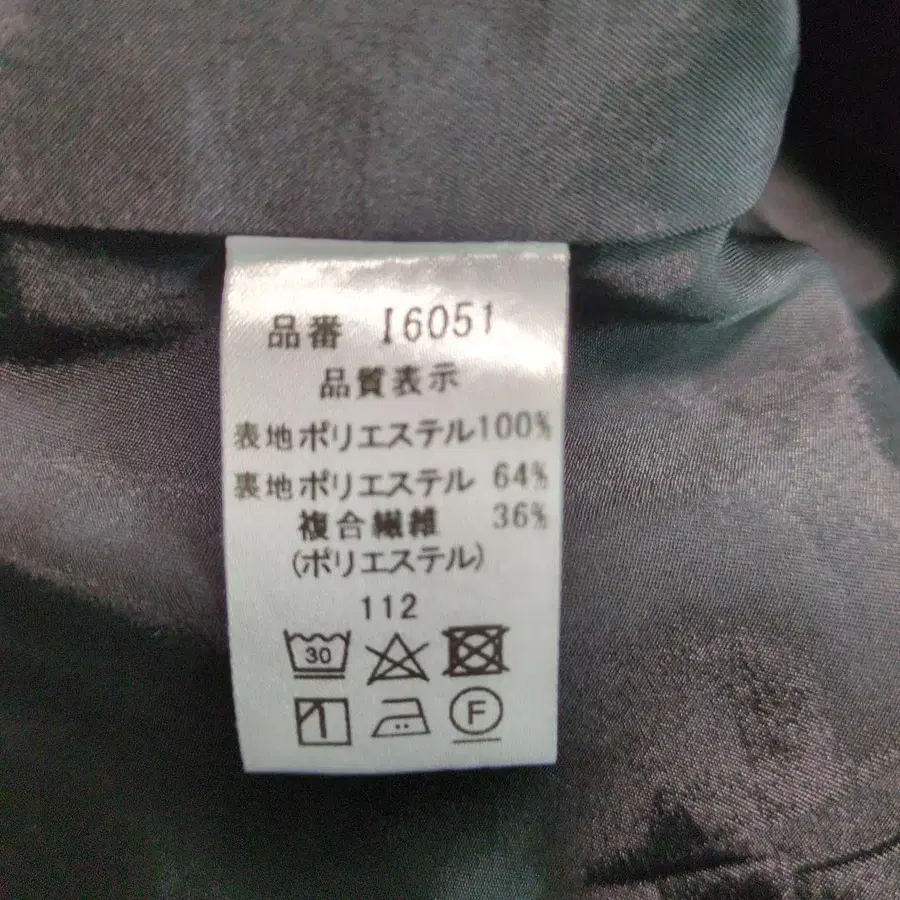 品番 I6051
品質表示
表地ポリエステル100%
裏地ポリエステル 64%
複合繊維 36%
(ポリエステル)
112
30
F